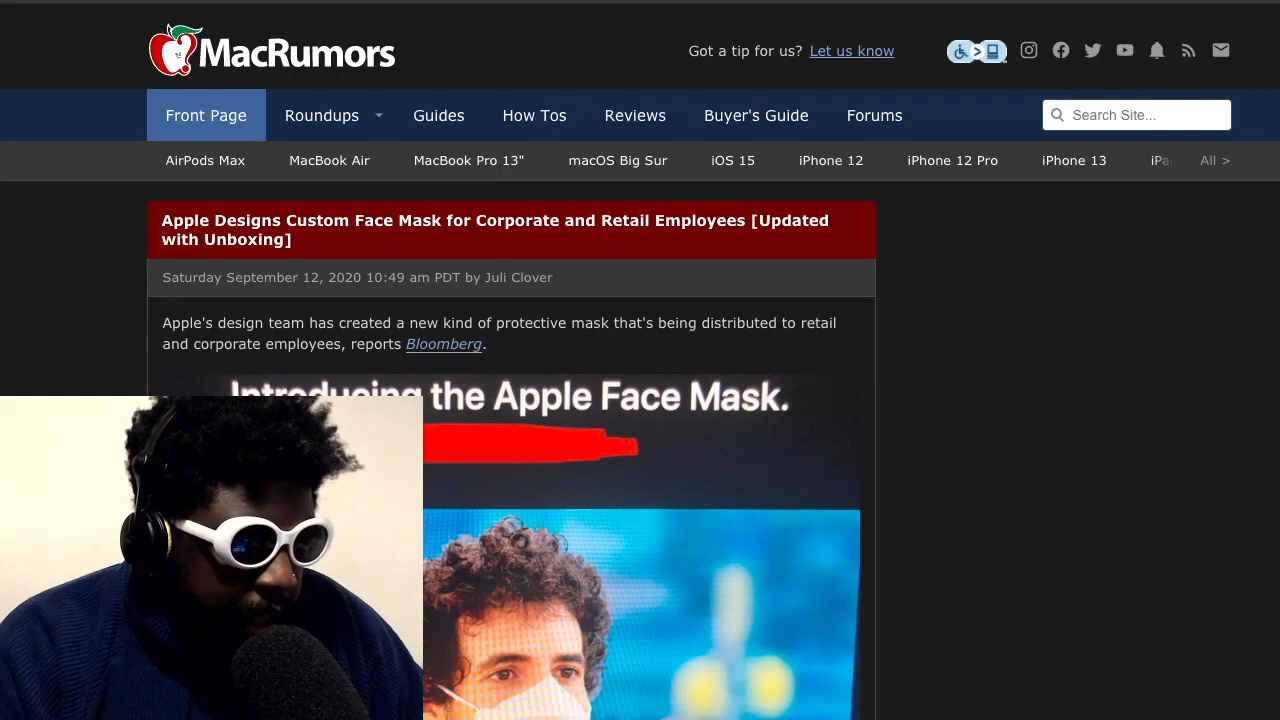 MacRumors
Got a tip for us? Let us know
Front Page Roundups Guides How Tos Reviews Buyer's Guide Forums
Search Site...
AirPods Max MacBook Air MacBook Pro 13" macOS Big Sur iOS 15 iPhone 12 iPhone 12 Pro iPhone 13 iPa All >
Apple Designs Custom Face Mask for Corporate and Retail Employees [Updated
with Unboxing]
Saturday September 12, 2020 10:49 am PDT by Juli Clover
Apple's design team has created a new kind of protective mask that's being distributed to retail
and corporate employees, reports Bloomberg.
Introducing the Apple Face Mask.